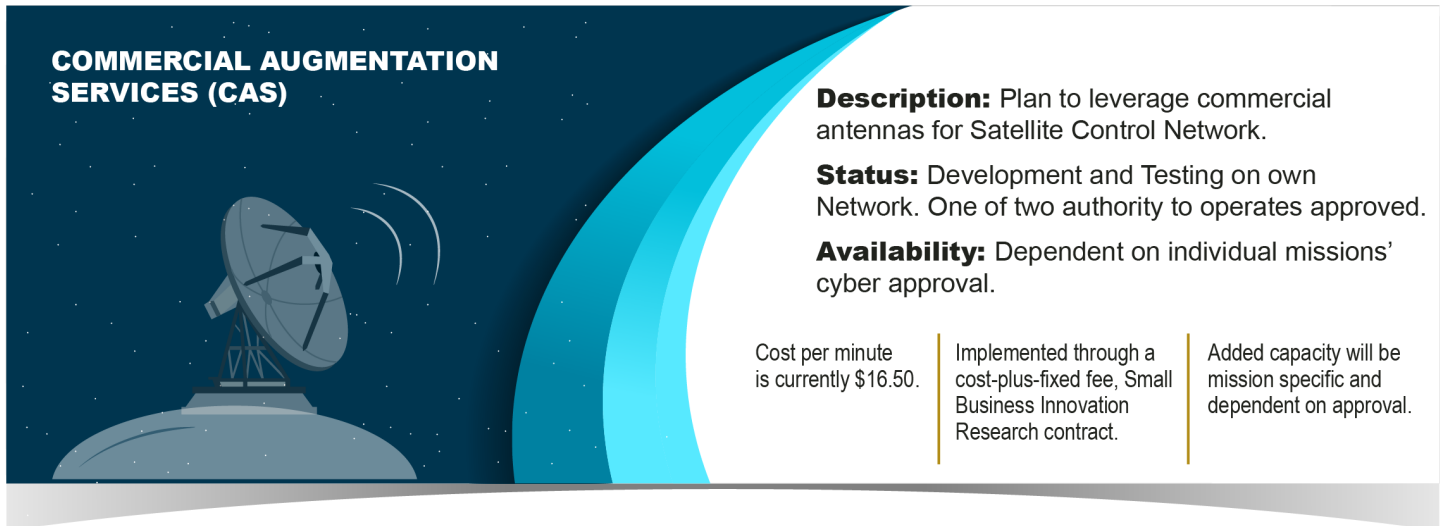 COMMERCIAL AUGMENTATION
SERVICES (CAS)
Description: Plan to leverage commercial
antennas for Satellite Control Network.
Status: Development and Testing on own
Network. One of two authority to operates approved.
Availability: Dependent on individual missions’
cyber approval.
Cost per minute
is currently $16.50.
Implemented through a
cost-plus-fixed fee, Small
Business Innovation
Research contract.
Added capacity will be
mission specific and
dependent on approval.